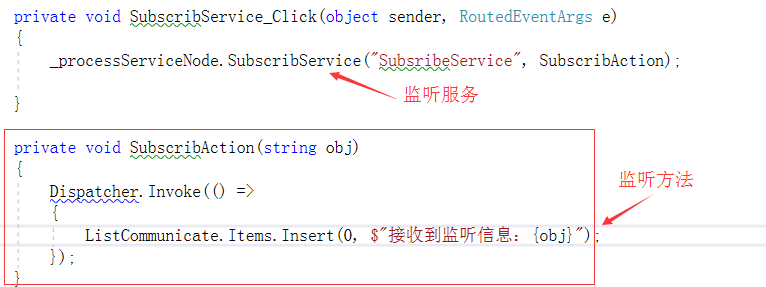 private void SubscribService_Click(object sender, RoutedEventArgs e)
{
_processServiceNode.SubscribService("SubsribeService", SubscribAction);
监听服务
}
private void SubscribAction(string obj)
{
Dispatcher.Invoke(() =>
监听方法
{
ListCommunicate.Items.Insert(0, $"接收到监听信息：{obj}");
});
}